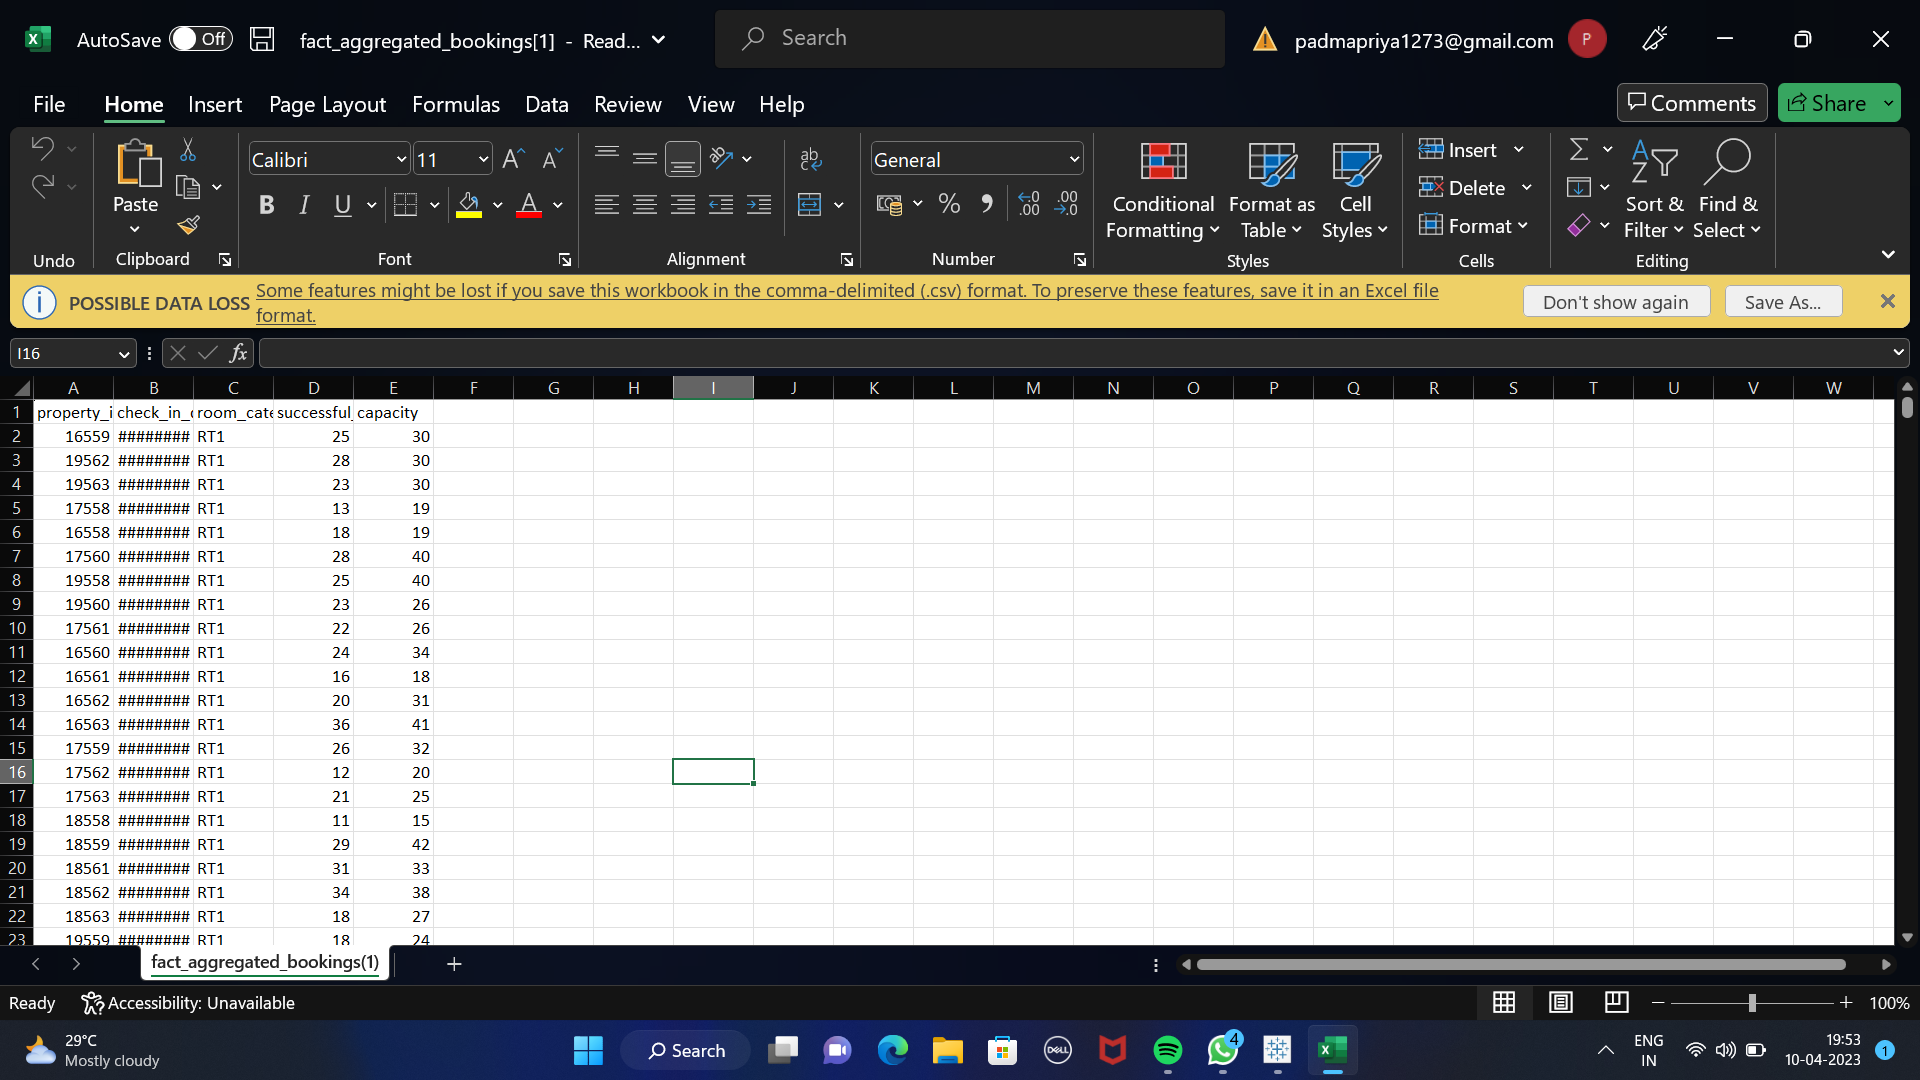 AutoSave Off fact_aggregated_bookings[1] - Read... Search padmapriya1273@gmail.com P
File Home Insert Page Layout Formulas Data Review View Help Comments Share
Paste Calibri 11 General Conditional Formatting Format as Table Cell Styles Insert Delete Format Sort & Filter Find & Select
Undo Clipboard Font Alignment Number Styles Cells Editing
POSSIBLE DATA LOSS Some features might be lost if you save this workbook in the comma-delimited (.csv) format. To preserve these features, save it in an Excel file format. Don't show again Save As...
I16 fx
A B C D E F G H I J K L M N O P Q R S T U V W
1 property_i check_in_ room_cate successful_ capacity
2 16559 ######## RT1 25 30
3 19562 ######## RT1 28 30
4 19563 ######## RT1 23 30
5 17558 ######## RT1 13 19
6 16558 ######## RT1 18 19
7 17560 ######## RT1 28 40
8 19558 ######## RT1 25 40
9 19560 ######## RT1 23 26
10 17561 ######## RT1 22 26
11 16560 ######## RT1 24 34
12 16561 ######## RT1 16 18
13 16562 ######## RT1 20 31
14 16563 ######## RT1 36 41
15 17559 ######## RT1 26 32
16 17562 ######## RT1 12 20
17 17563 ######## RT1 21 25
18 18558 ######## RT1 11 15
19 18559 ######## RT1 29 42
20 18561 ######## RT1 31 33
21 18562 ######## RT1 34 38
22 18563 ######## RT1 18 27
23 19559 ######## RT1 18 24
fact_aggregated_bookings(1)
Ready Accessibility: Unavailable 100%
29°C Search DELL 4 ENG 19:53
Mostly cloudy IN 10-04-2023 1